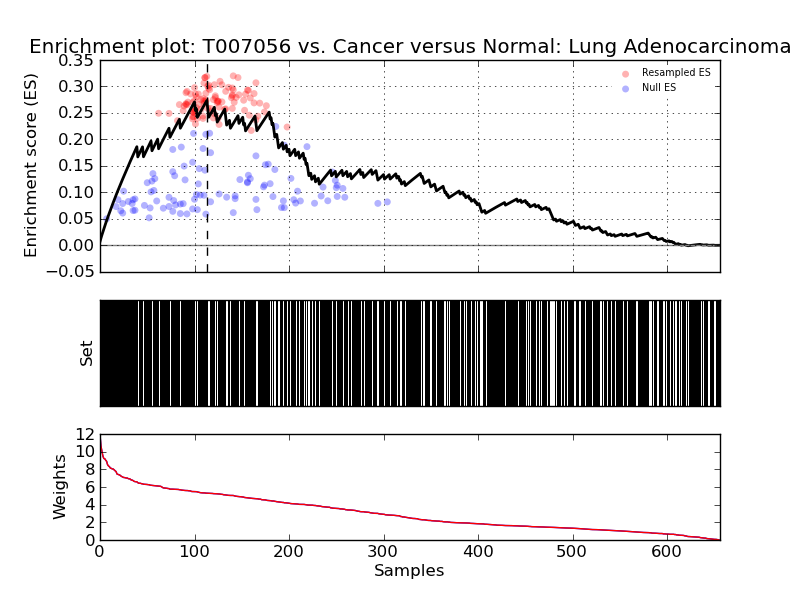 Enrichment plot: T007056 vs. Cancer versus Normal: Lung Adenocarcinoma
Enrichment score (ES)
0.35
0.30
0.25
0.20
0.15
0.10
0.05
0.00
−0.05
Resampled ES
Null ES
Set
Weights
12
10
8
6
4
2
0
0 100 200 300 400 500 600
Samples